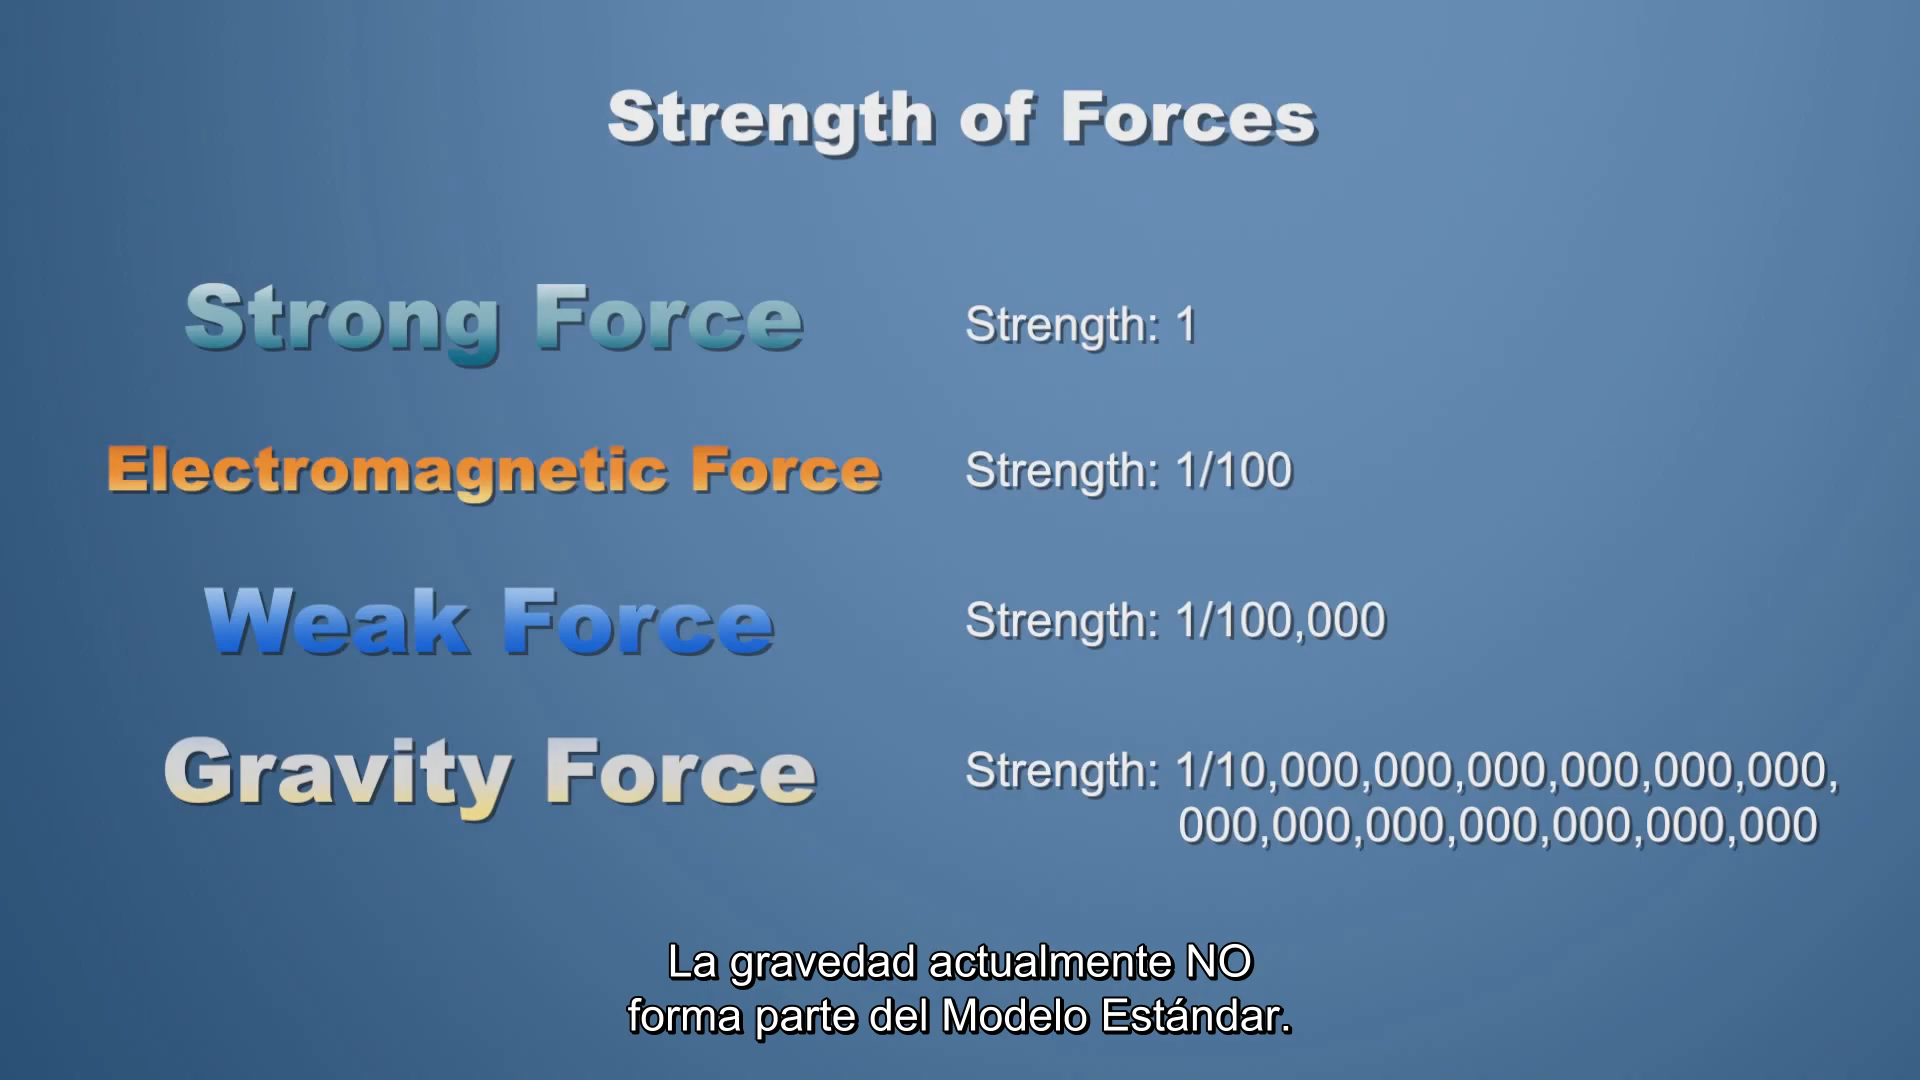 Strength of Forces
Strong Force
Strength: 1
Electromagnetic Force
Strength: 1/100
Weak Force
Strength: 1/100,000
Gravity Force
Strength: 1/10,000,000,000,000,000,000,
000,000,000,000,000,000,000
La gravedad actualmente NO
forma parte del Modelo Estándar.